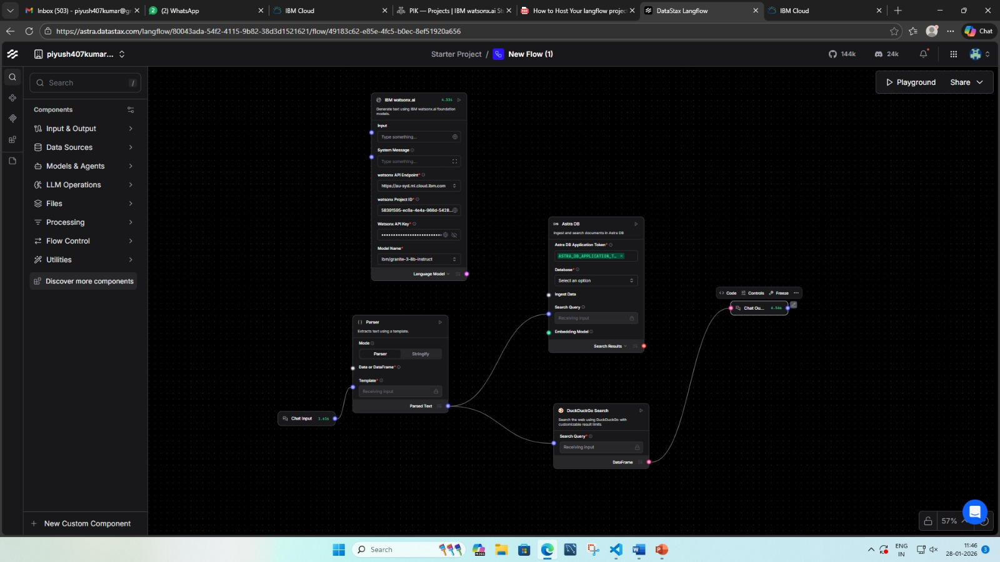 Inbox (503) - piyush407kumar@gr
(2) WhatsApp
IBM Cloud
PIK — Projects | IBM watsonx.ai St
How to Host Your langflow projec
DataStax Langflow
IBM Cloud
https://astra.datastax.com/langflow/80043ada-54f2-4115-9b82-38d3d1521621/flow/49183c62-e85e-4fc5-b0ec-8ef51920a656
Chat
piyush407kumar...
Starter Project / New Flow (1)
144k
24k
Search /
Playground
Share
Components
Input & Output
Data Sources
Models & Agents
LLM Operations
Files
Processing
Flow Control
Utilities
Discover more components
New Custom Component
IBM watsonx.ai 4.33s
Generate text using IBM watsonx.ai foundation
models.
Input
Type something...
System Message
Type something...
watsonx API Endpoint*
https://au-syd.ml.cloud.ibm.com
watsonx Project ID*
58391595-ec6a-4e4a-966d-5428...
Watsonx API Key*
Model Name*
ibm/granite-3-8b-instruct
Language Model
Parser
Extracts text using a template.
Mode
Parser
Stringify
Data or DataFrame*
Template*
Receiving input
Parsed Text
Chat Input 1.61s
Astra DB
Ingest and search documents in Astra DB
Astra DB Application Token*
ASTRA_DB_APPLICATION_T...
Database*
Select an option
Ingest Data
Search Query
Receiving input
Embedding Model
Search Results
DuckDuckGo Search
Search the web using DuckDuckGo with
customizable result limits
Search Query*
Receiving input
DataFrame
Code
Controls
Freeze
Chat Ou... 6.56s
57%
Search
ENG
IN
11:46
28-01-2026
3